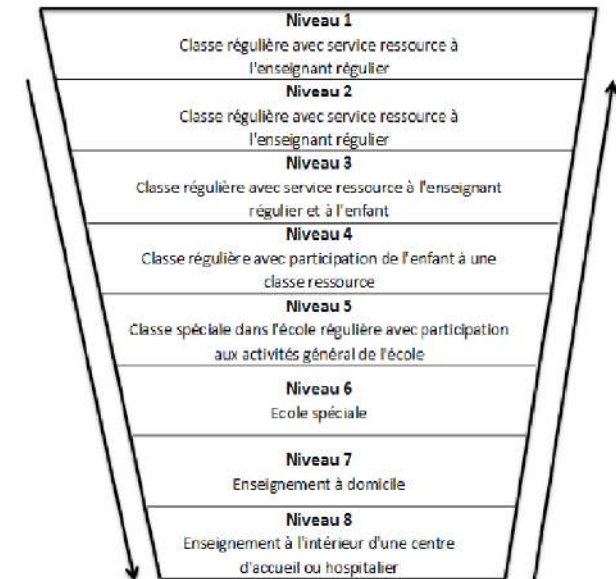 Niveau 1
Classe régulière avec service ressource à
l'enseignant régulier
Niveau 2
Classe régulière avec service ressource à
l'enseignant régulier
Niveau 3
Classe régulière avec service ressource à l'enseignant
régulier et à l'enfant
Niveau 4
Classe régulière avec participation de l'enfant à une
classe ressource
Niveau 5
Classe spéciale dans l'école régulière avec participation
aux activités général de l'école
Niveau 6
Ecole spéciale
Niveau 7
Enseignement à domicile
Niveau 8
Enseignement à l'intérieur d'une centre
d'accueil ou hospitalier